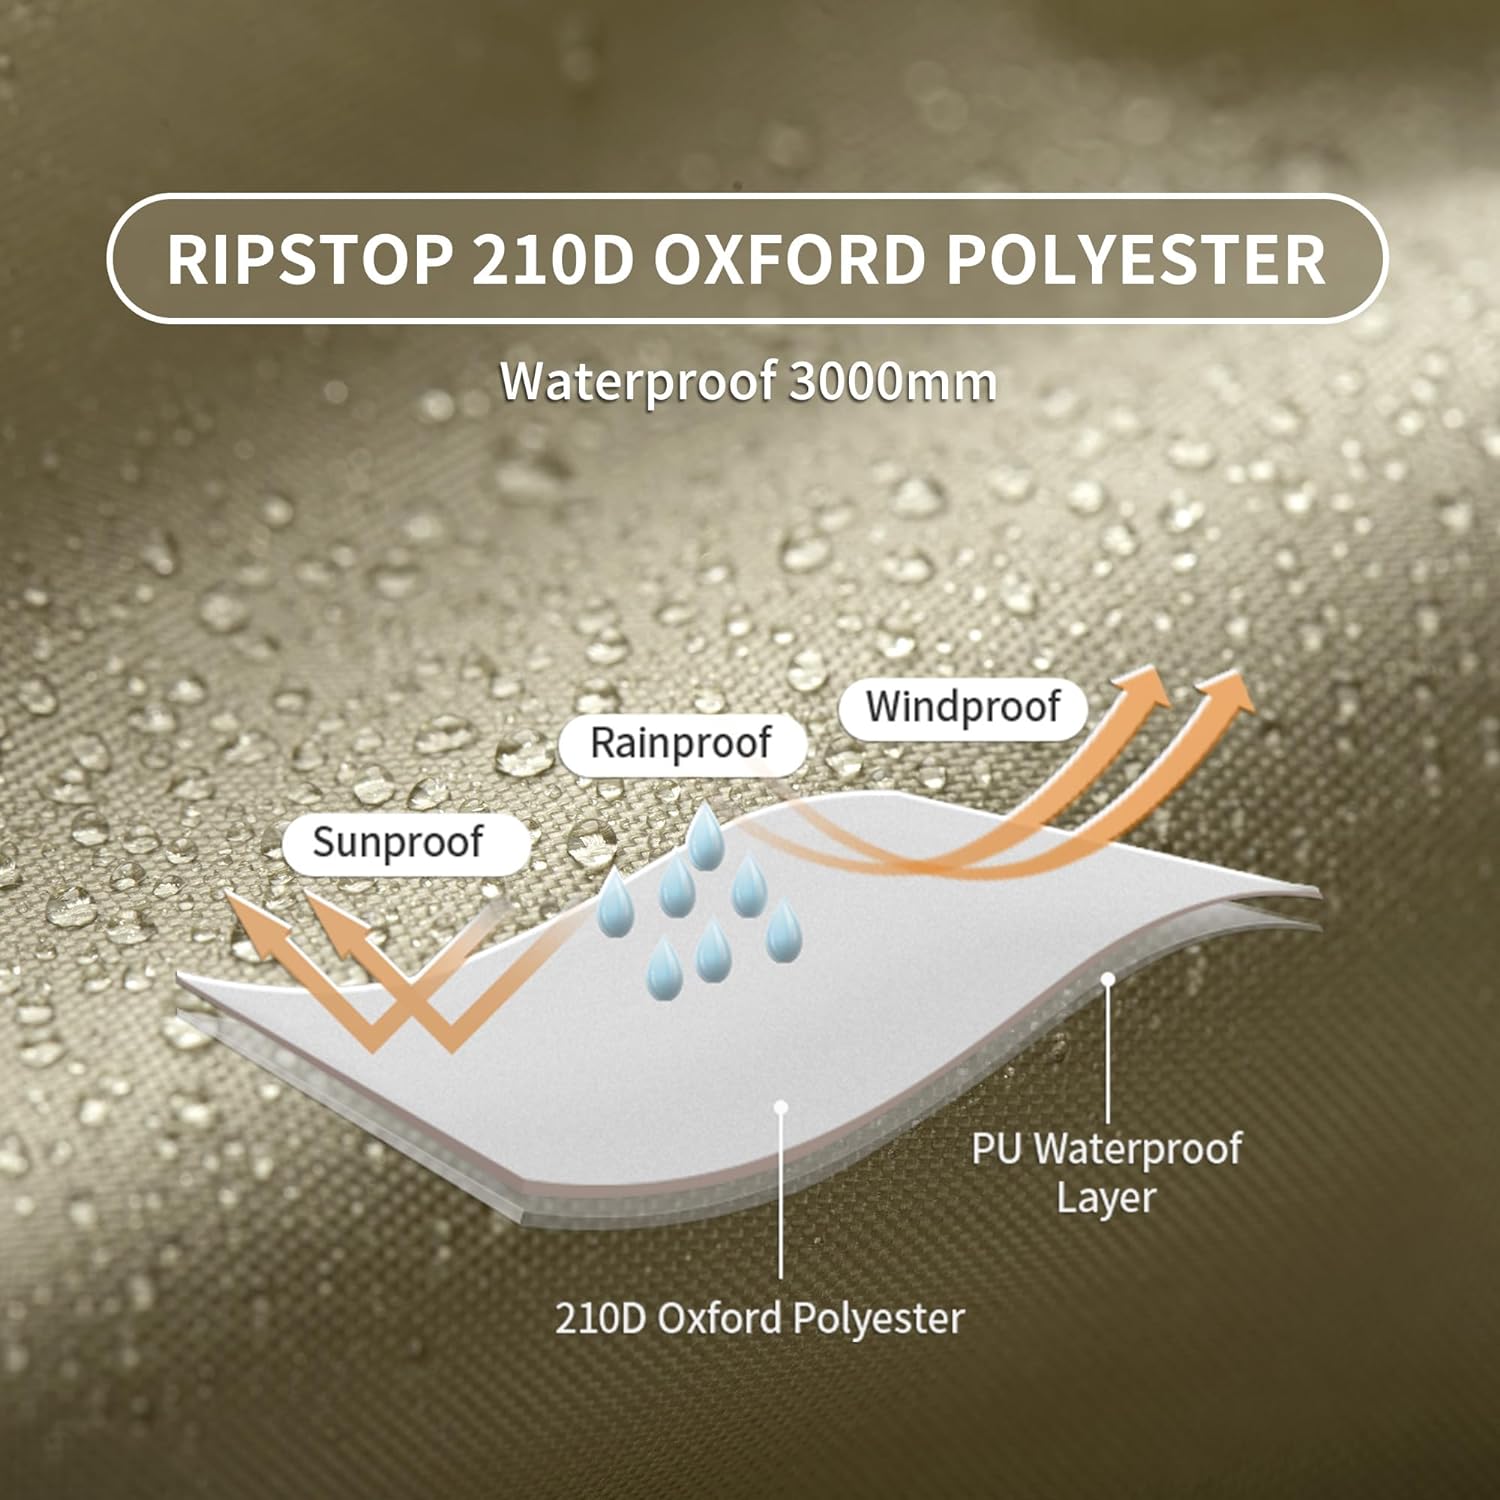 RIPSTOP 210D OXFORD POLYESTER
Waterproof 3000mm
Windproof
Rainproof
Sunproof
PU Waterproof
Layer
210D Oxford Polyester